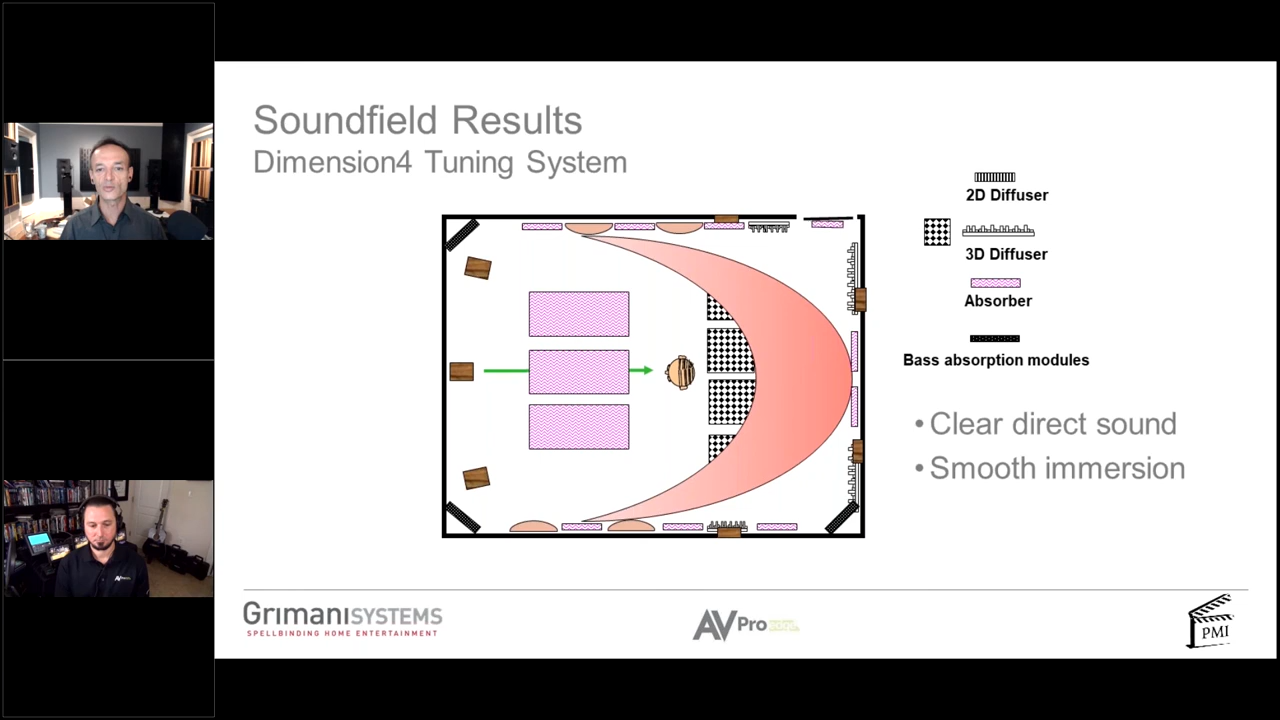 Soundfield Results
Dimension4 Tuning System
2D Diffuser
3D Diffuser
Absorber
Bass absorption modules
• Clear direct sound
• Smooth immersion
GrimaniSYSTEMS
SPELLBINDING HOME ENTERTAINMENT
AVPro
PMI